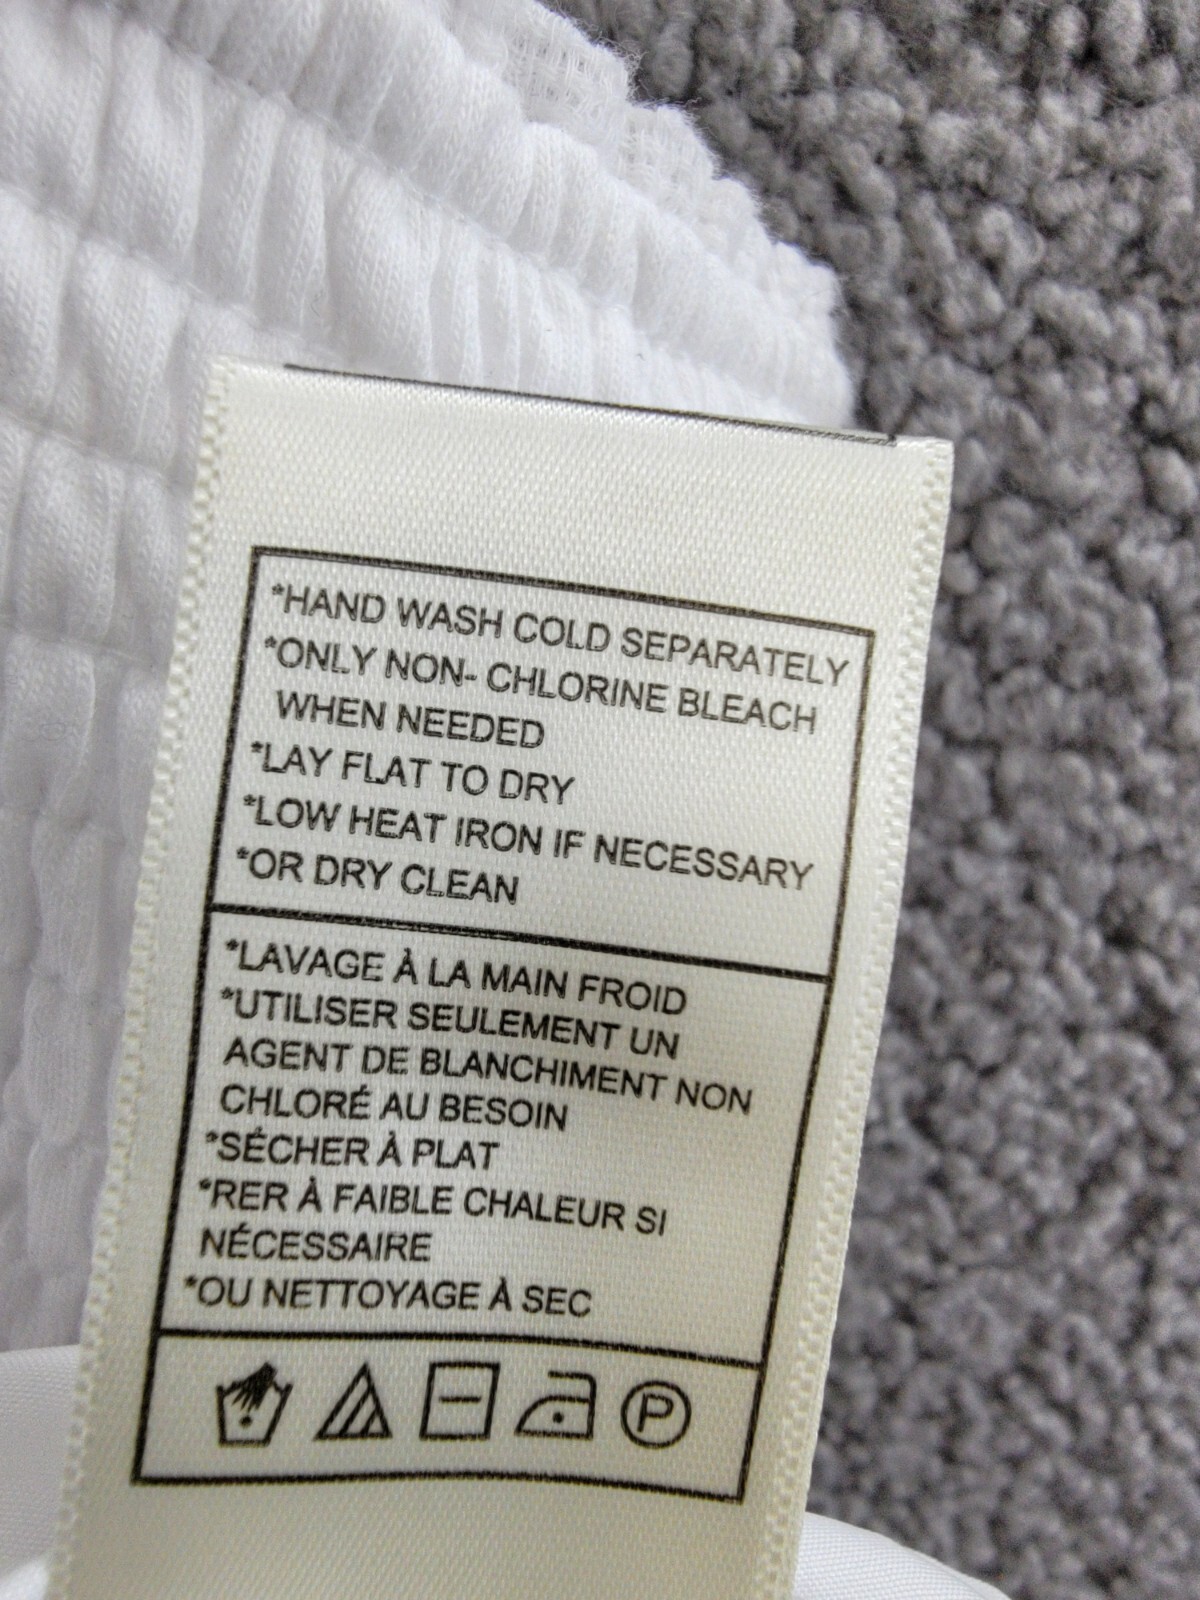 *HAND WASH COLD SEPARATELY
*ONLY NON- CHLORINE BLEACH
WHEN NEEDED
*LAY FLAT TO DRY
*LOW HEAT IRON IF NECESSARY
*OR DRY CLEAN
*LAVAGE À LA MAIN FROID
*UTILISER SEULEMENT UN
AGENT DE BLANCHIMENT NON
CHLORÉ AU BESOIN
*SÉCHER À PLAT
*RER À FAIBLE CHALEUR SI
NÉCESSAIRE
*OU NETTOYAGE À SEC
P